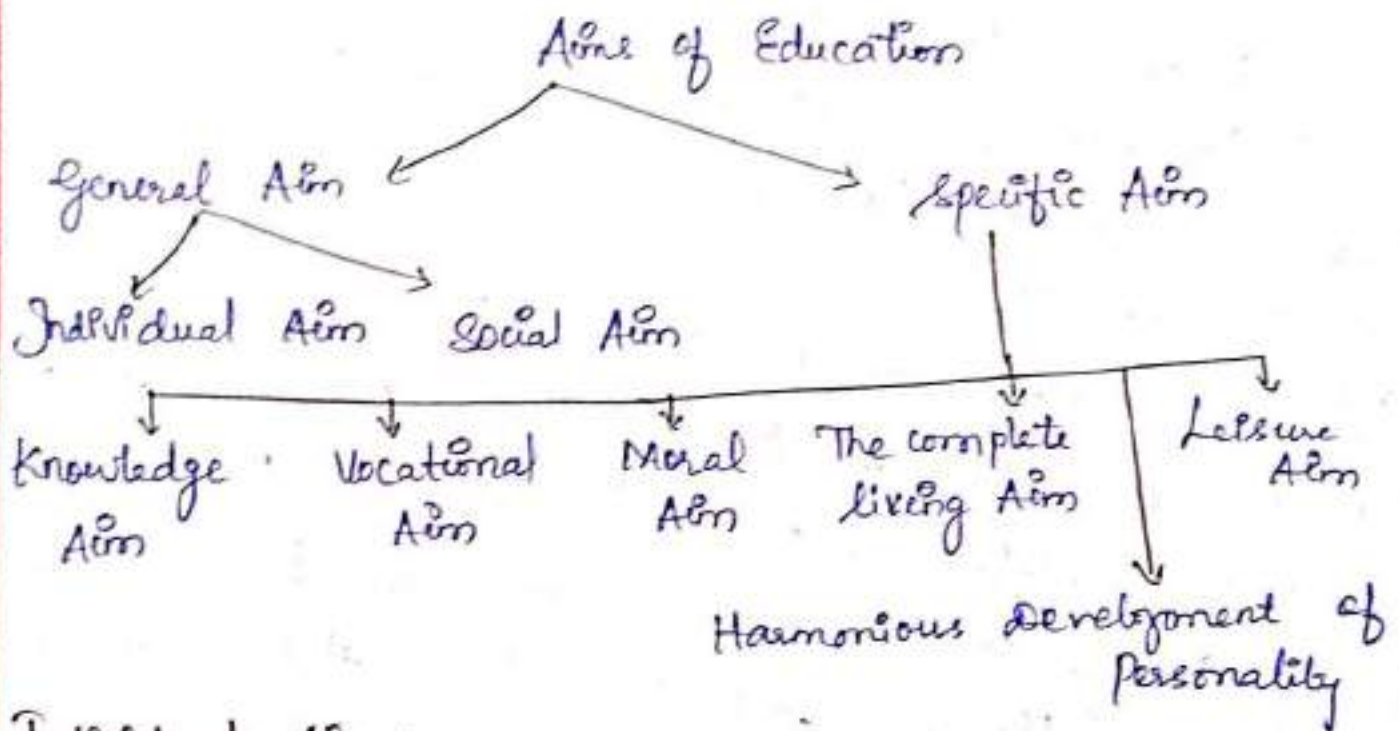 Aims of Education
General Aim Specific Aim
Individual Aim Social Aim
Knowledge Aim
Vocational Aim
Moral Aim
The complete living Aim
Leisure Aim
Harmonious Development of
Personality